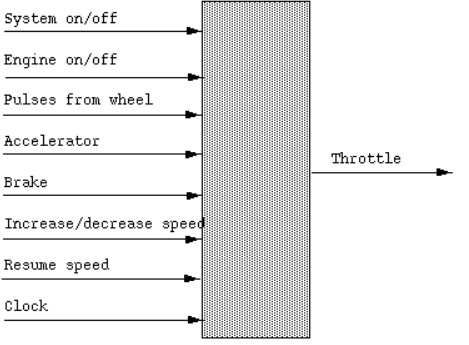 System on/off
Engine on/off
Pulses from wheel
Accelerator
Throttle
Brake
Increase/decrease speed
Resume speed
Clock